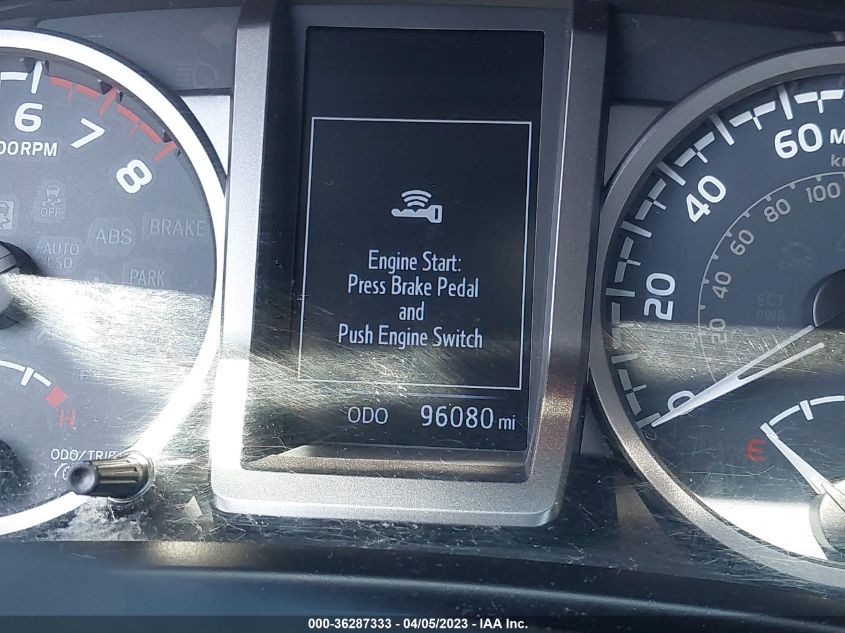 6
7
8
00RPM
OFF
ABS
BRAKE
AUTO
LSD
PARK
H
ODO/TRIP
Engine Start:
Press Brake Pedal
and
Push Engine Switch
ODO 96080 mi
60
40
20
0
100
80
60
40
20
ECT
PWR
E
000-36287333 - 04/05/2023 - IAA Inc.